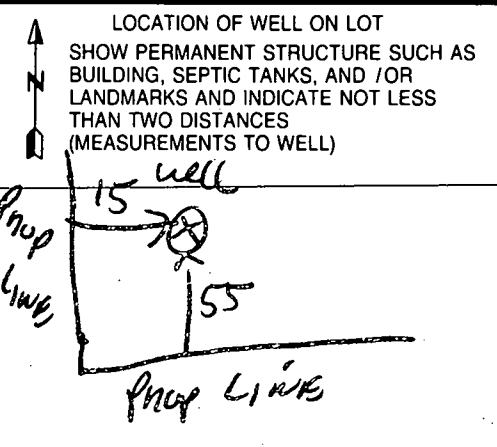 LOCATION OF WELL ON LOT
SHOW PERMANENT STRUCTURE SUCH AS
BUILDING, SEPTIC TANKS, AND /OR
LANDMARKS AND INDICATE NOT LESS
THAN TWO DISTANCES
(MEASUREMENTS TO WELL)
N
well
15
Prop
Line
55
Prop Line